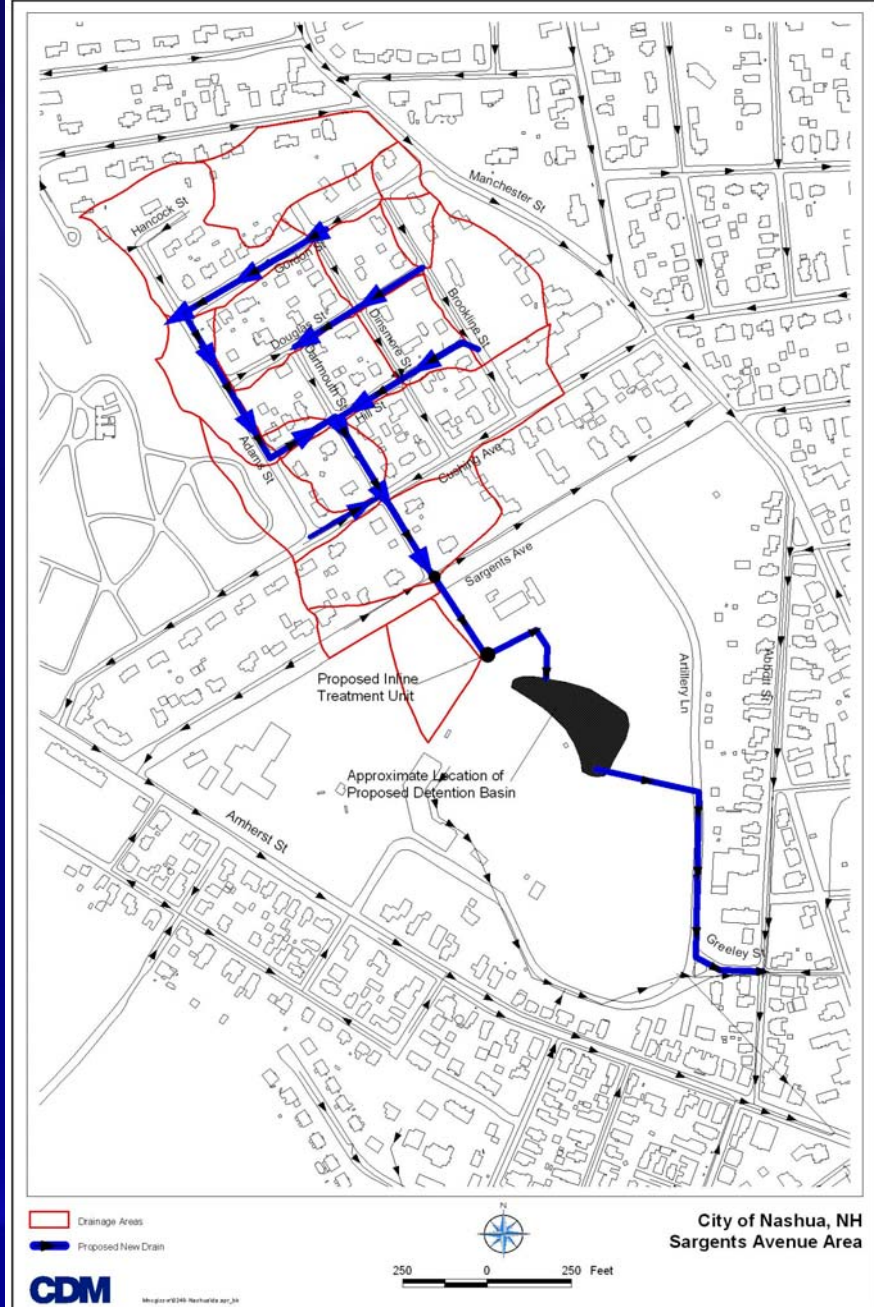 Manchester St
Hancock St
Gordon St
Brookline St
Douglas St
Dinsmore St
Dartmouth St
Hill St
Adams St
Cushing Ave
Sargents Ave
Proposed Inline
Treatment Unit
Artillery Ln
Abbott St
Approximate Location of
Proposed Detention Basin
Amherst St
Greeley St
Drainage Areas
Proposed New Drain
N
City of Nashua, NH
Sargents Avenue Area
250 0 250 Feet
CDM